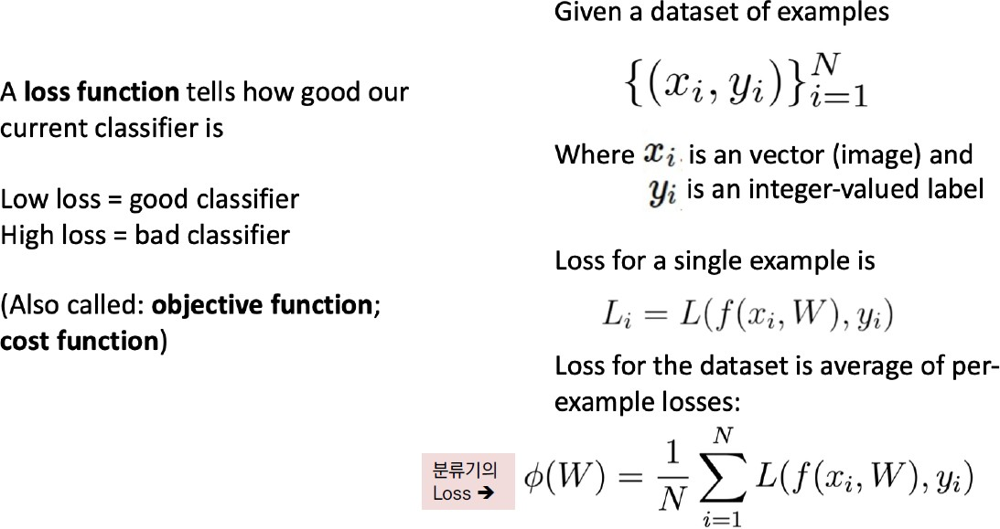 A loss function tells how good our
current classifier is
Low loss = good classifier
High loss = bad classifier
(Also called: objective function;
cost function)
Given a dataset of examples
{(x_i, y_i)}_{i=1}^{N}
Where x_i is an vector (image) and
y_i is an integer-valued label
Loss for a single example is
L_i = L(f(x_i, W), y_i)
Loss for the dataset is average of per-
example losses:
분류기의
Loss ➔
ϕ(W) = \frac{1}{N} \sum_{i=1}^{N} L(f(x_i, W), y_i)